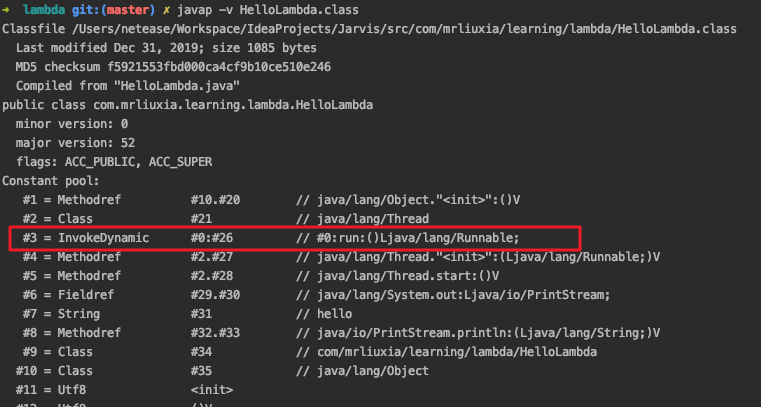 ➜ lambda git:(master) ✗ javap -v HelloLambda.class
Classfile /Users/netease/Workspace/IdeaProjects/Jarvis/src/com/mrliuxia/learning/lambda/HelloLambda.class
  Last modified Dec 31, 2019; size 1085 bytes
  MD5 checksum f5921553fbd000ca4cf9b10ce510e246
  Compiled from "HelloLambda.java"
public class com.mrliuxia.learning.lambda.HelloLambda
  minor version: 0
  major version: 52
  flags: ACC_PUBLIC, ACC_SUPER
Constant pool:
   #1 = Methodref          #10.#20        // java/lang/Object."<init>":()V
   #2 = Class              #21            // java/lang/Thread
   #3 = InvokeDynamic      #0:#26         // #0:run:()Ljava/lang/Runnable;
   #4 = Methodref          #2.#27         // java/lang/Thread."<init>":(Ljava/lang/Runnable;)V
   #5 = Methodref          #2.#28         // java/lang/Thread.start:()V
   #6 = Fieldref           #29.#30        // java/lang/System.out:Ljava/io/PrintStream;
   #7 = String             #31            // hello
   #8 = Methodref          #32.#33        // java/io/PrintStream.println:(Ljava/lang/String;)V
   #9 = Class              #34            // com/mrliuxia/learning/lambda/HelloLambda
  #10 = Class              #35            // java/lang/Object
  #11 = Utf8               <init>
  #12 = Utf8               ()V